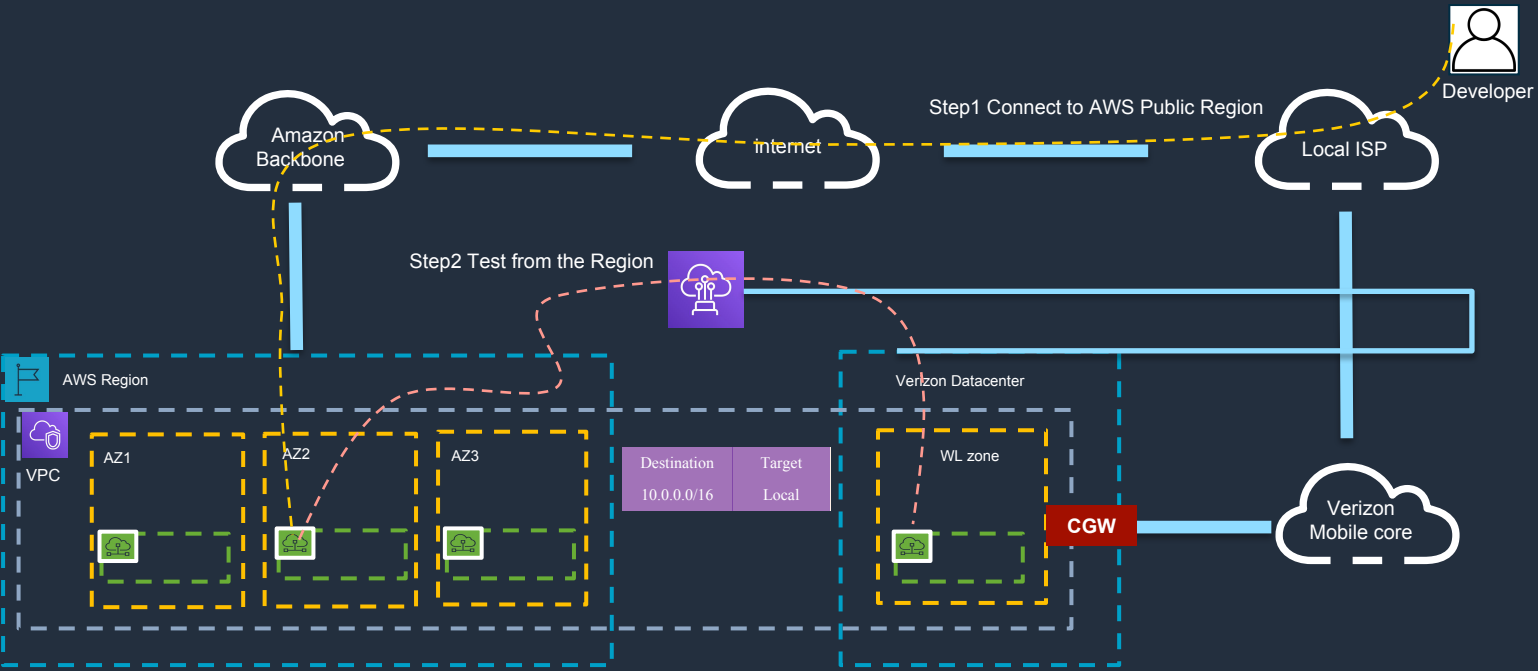 Developer
Step1 Connect to AWS Public Region
Amazon
Backbone
internet
Local ISP
Step2 Test from the Region
AWS Region
Verizon Datacenter
VPC
AZ1
AZ2
AZ3
Destination Target
10.0.0.0/16 Local
WL zone
CGW
Verizon
Mobile core